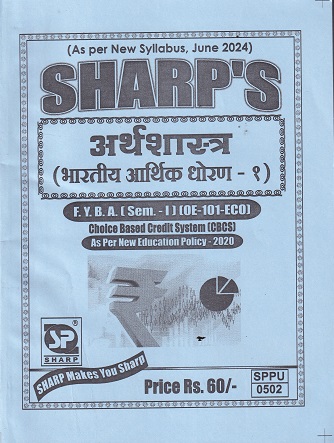 (As per New Syllabus, June 2024)
SHARP'S
अर्थशास्त्र
(भारतीय आर्थिक धोरण - १)
F. Y. B. A. ( Sem. - I ) (OE-101-ECO)
Choice Based Credit System (CBCS)
As Per New Education Policy - 2020
SP
SHARP
SHARP Makes You Sharp
Price Rs. 60/-
SPPU
0502